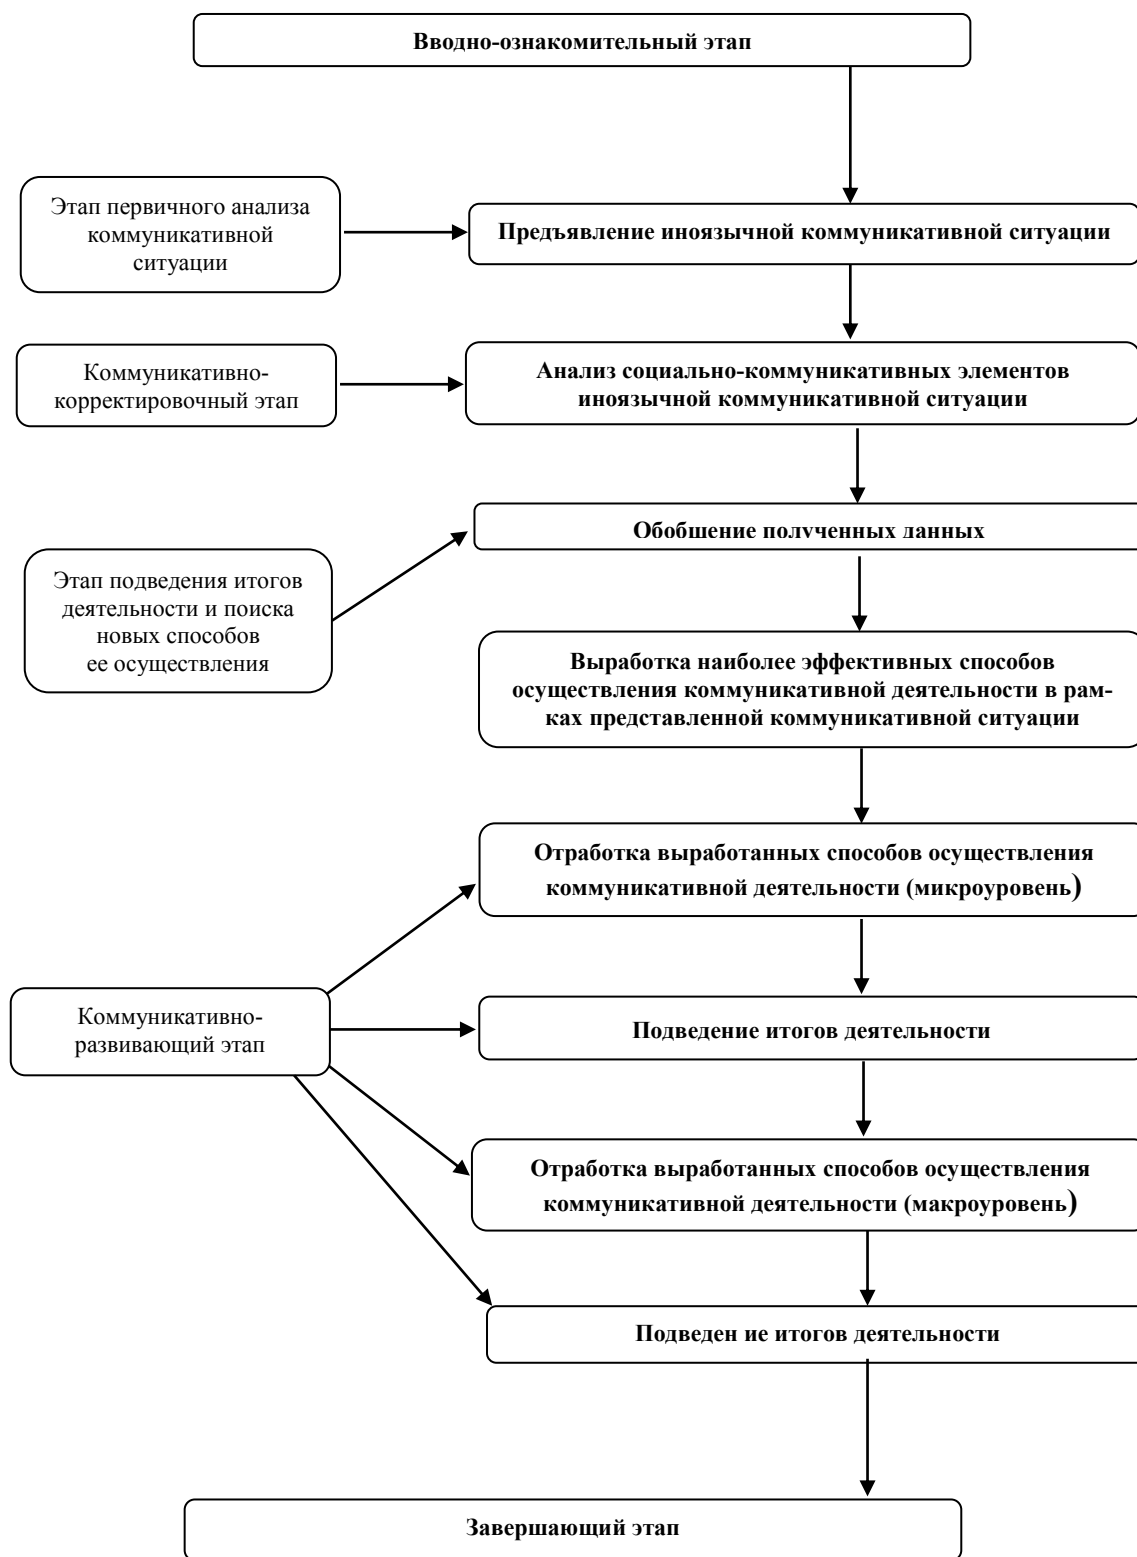 Вводно-ознакомительный этап
Этап первичного анализа
коммуникативной
ситуации
Предъявление иноязычной коммуникативной ситуации
Коммуникативно-
корректировочный этап
Анализ социально-коммуникативных элементов
иноязычной коммуникативной ситуации
Обобщение полученных данных
Этап подведения итогов
деятельности и поиска
новых способов
ее осуществления
Выработка наиболее эффективных способов
осуществления коммуникативной деятельности в рам-
ках представленной коммуникативной ситуации
Отработка выработанных способов осуществления
коммуникативной деятельности (микроуровень)
Коммуникативно-
развивающий этап
Подведение итогов деятельности
Отработка выработанных способов осуществления
коммуникативной деятельности (макроуровень)
Подведен ие итогов деятельности
Завершающий этап